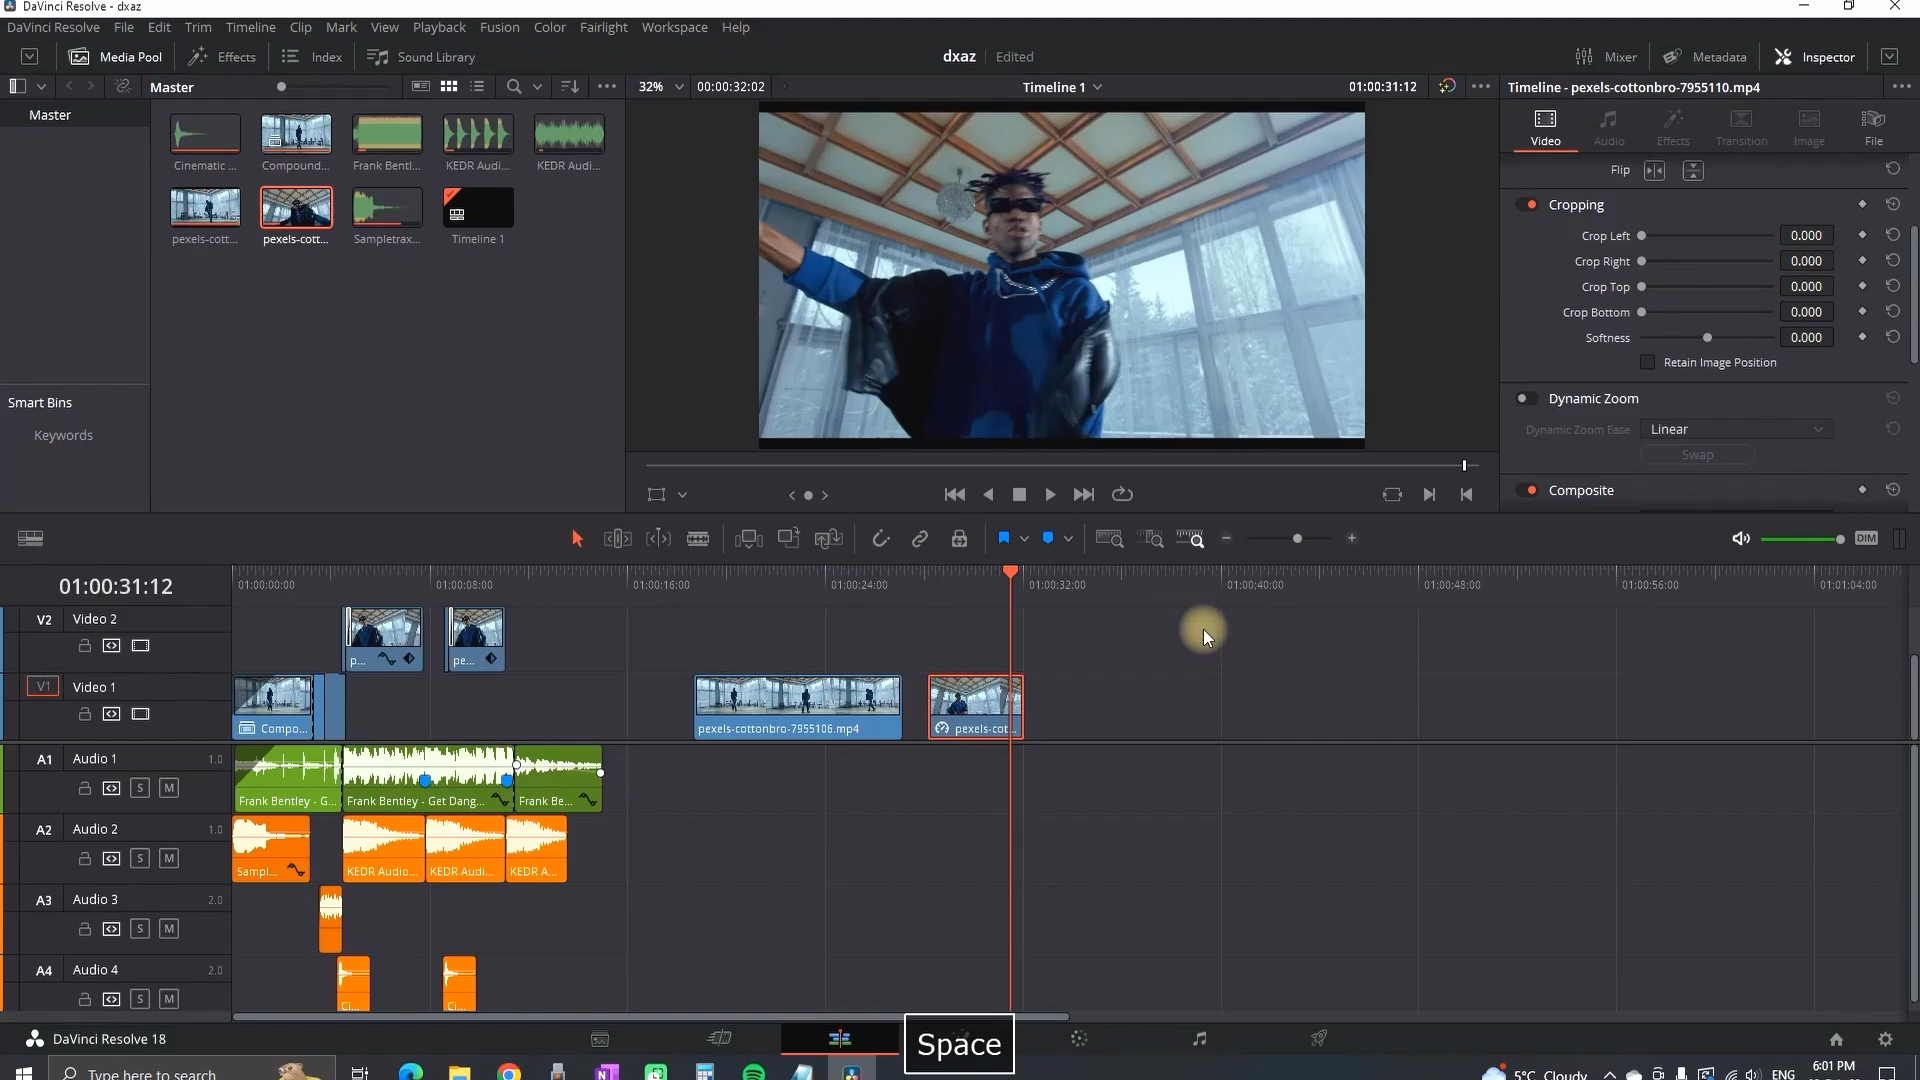 DaVinci Resolve - dxaz
DaVinci Resolve File Edit Trim Timeline Clip Mark View Playback Fusion Color Fairlight Workspace Help
Media Pool Effects Index Sound Library dxaz Edited Mixer Metadata Inspector
Master 32% 00:00:32:02 Timeline 1 01:00:31:12 Timeline - pexels-cottonbro-7955110.mp4
Master
Video Audio Effects Transition Image File
Cinematic ... Compound... Frank Bentl... KEDR Audi... KEDR Audi...
pexels-cott... pexels-cott... Sampletrax... Timeline 1
Flip
Cropping
Crop Left 0.000
Crop Right 0.000
Crop Top 0.000
Crop Bottom 0.000
Softness 0.000
Retain Image Position
Dynamic Zoom
Dynamic Zoom Ease Linear
Swap
Composite
Smart Bins
Keywords
DIM
01:00:31:12 01:00:00:00 01:00:08:00 01:00:16:00 01:00:24:00 01:00:32:00 01:00:40:00 01:00:48:00 01:00:56:00 01:01:04:00
V2 Video 2
p... pe...
V1 Video 1
Compo... pexels-cottonbro-7955106.mp4 pexels-cot...
A1 Audio 1 1.0
S M
Frank Bentley - G... Frank Bentley - Get Dang... Frank Be...
A2 Audio 2 1.0
S M
Sampl... KEDR Audio... KEDR Audi... KEDR A...
A3 Audio 3 2.0
S M
A4 Audio 4 2.0
S M
Ci... Ci...
DaVinci Resolve 18
Space
Type here to search
5°C Cloudy ENG 6:01 PM